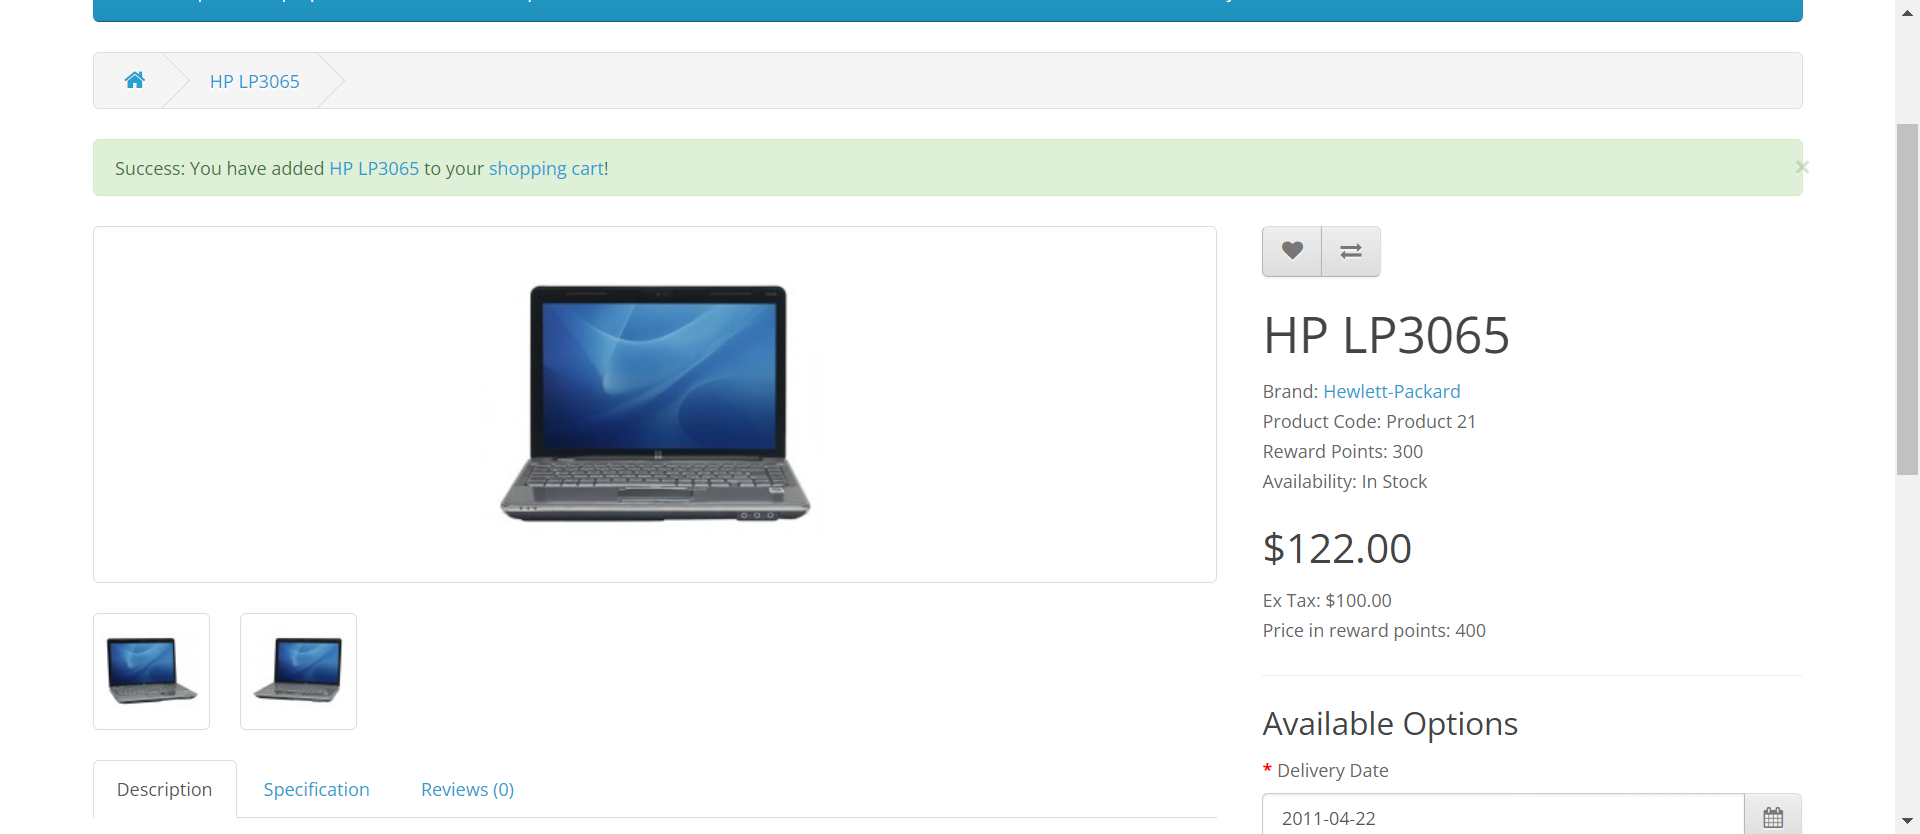 HP LP3065
Success: You have added HP LP3065 to your shopping cart!
×
HP LP3065
Brand: Hewlett-Packard
Product Code: Product 21
Reward Points: 300
Availability: In Stock
$122.00
Ex Tax: $100.00
Price in reward points: 400
Available Options
* Delivery Date
2011-04-22
Description Specification Reviews (0)